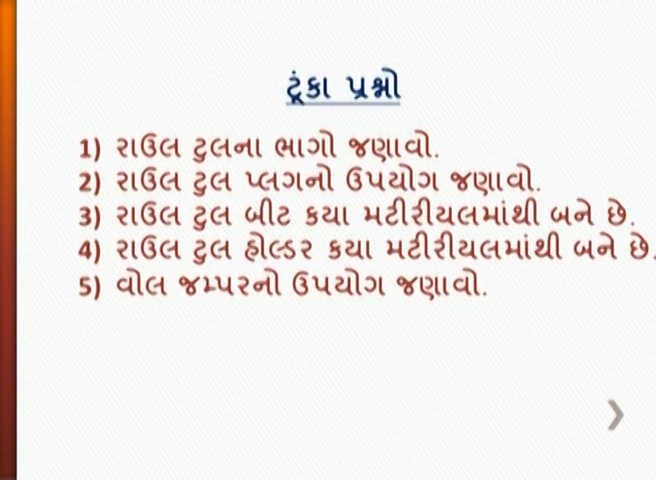 ટૂંકા પ્રશ્નો
1) રાઉલ ટુલના ભાગો જણાવો.
2) રાઉલ ટુલ પ્લગનો ઉપયોગ જણાવો.
3) રાઉલ ટુલ બીટ કયા મટીરીયલમાંથી બને છે.
4) રાઉલ ટુલ હોલ્ડર કયા મટીરીયલમાંથી બને છે.
5) વોલ જમ્પરનો ઉપયોગ જણાવો.